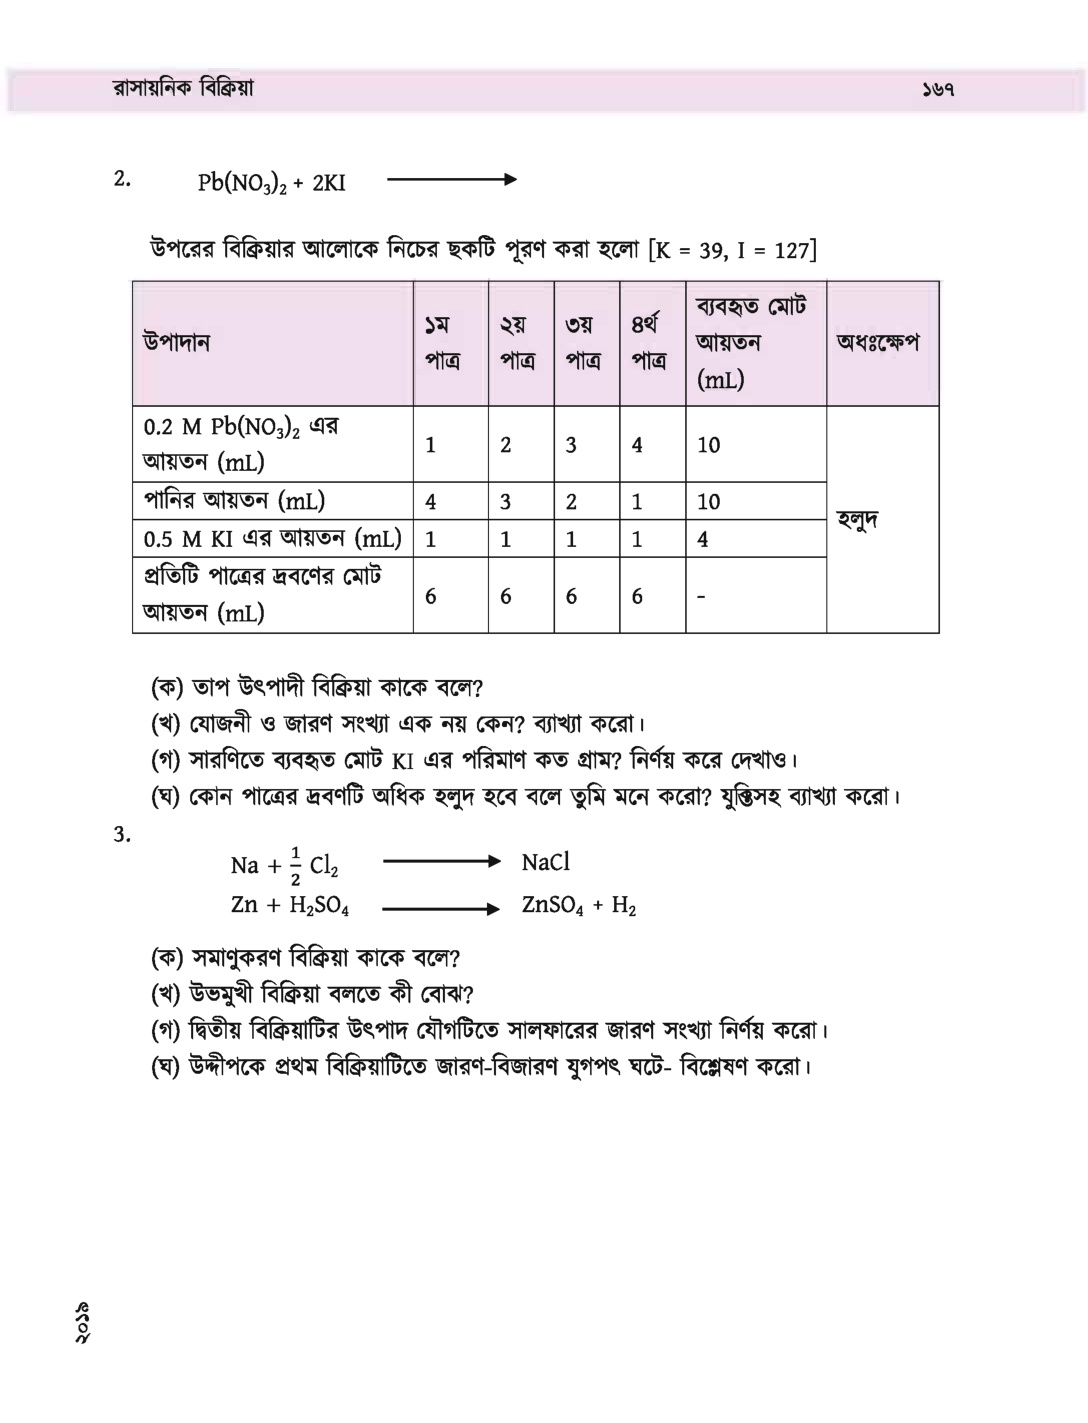 রাসায়নিক বিক্রিয়া ১৬৭
2. Pb(NO₃)₂ + 2KI ⟶
উপরের বিক্রিয়ার আলোকে নিচের ছকটি পূরণ করা হলো [K = 39, I = 127]
উপাদান ১ম পাত্র ২য় পাত্র ৩য় পাত্র ৪র্থ পাত্র ব্যবহৃত মোট আয়তন (mL) অধঃক্ষেপ
0.2 M Pb(NO₃)₂ এর আয়তন (mL) 1 2 3 4 10 হলুদ
পানির আয়তন (mL) 4 3 2 1 10
0.5 M KI এর আয়তন (mL) 1 1 1 1 4
প্রতিটি পাত্রের দ্রবণের মোট আয়তন (mL) 6 6 6 6 -
(ক) তাপ উৎপাদী বিক্রিয়া কাকে বলে?
(খ) যোজনী ও জারণ সংখ্যা এক নয় কেন? ব্যাখ্যা করো।
(গ) সারণিতে ব্যবহৃত মোট KI এর পরিমাণ কত গ্রাম? নির্ণয় করে দেখাও।
(ঘ) কোন পাত্রের দ্রবণটি অধিক হলুদ হবে বলে তুমি মনে করো? যুক্তিসহ ব্যাখ্যা করো।
3.
Na + 1/2 Cl₂ ⟶ NaCl
Zn + H₂SO₄ ⟶ ZnSO₄ + H₂
(ক) সমাণুকরণ বিক্রিয়া কাকে বলে?
(খ) উভমুখী বিক্রিয়া বলতে কী বোঝ?
(গ) দ্বিতীয় বিক্রিয়াটির উৎপাদ যৌগটিতে সালফারের জারণ সংখ্যা নির্ণয় করো।
(ঘ) উদ্দীপকে প্রথম বিক্রিয়াটিতে জারণ-বিজারণ যুগপৎ ঘটে- বিশ্লেষণ করো।
২০১৯